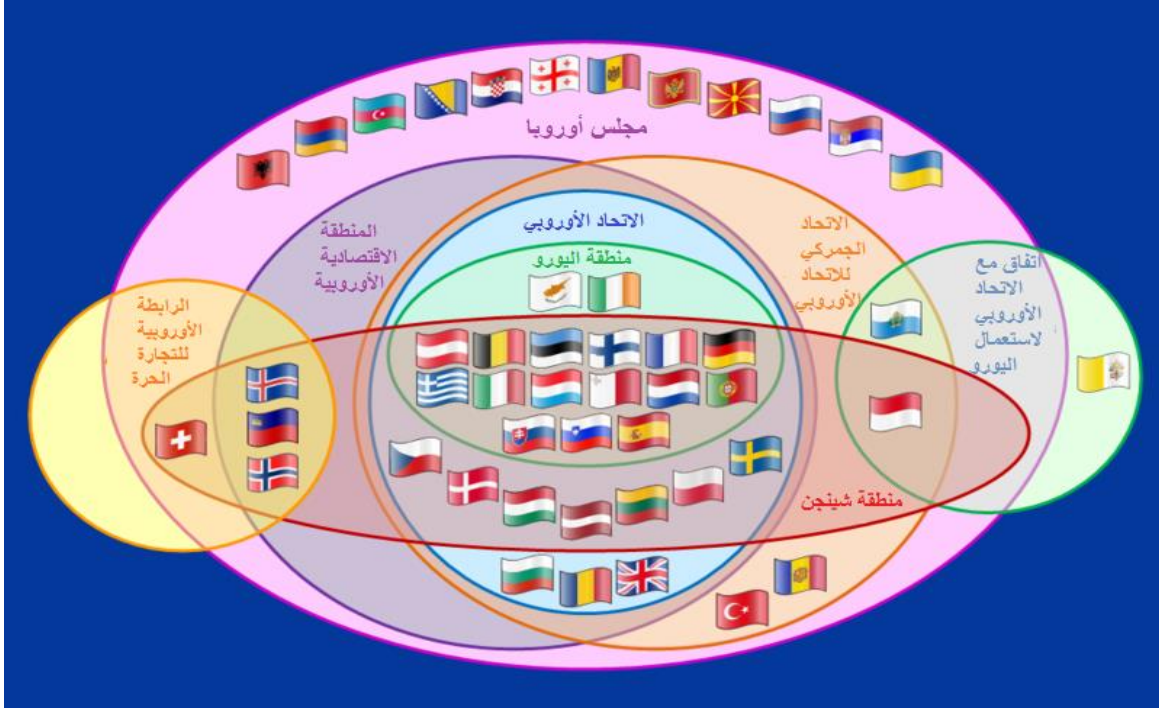 مجلس أوروبا
الاتحاد الأوروبي
منطقة اليورو
المنطقة
الاقتصادية
الأوروبية
الاتحاد
الجمركي
للاتحاد
الأوروبي
اتفاق مع
الاتحاد
الأوروبي
لاستعمال
اليورو
الرابطة
الأوروبية
للتجارة
الحرة
منطقة شينجن